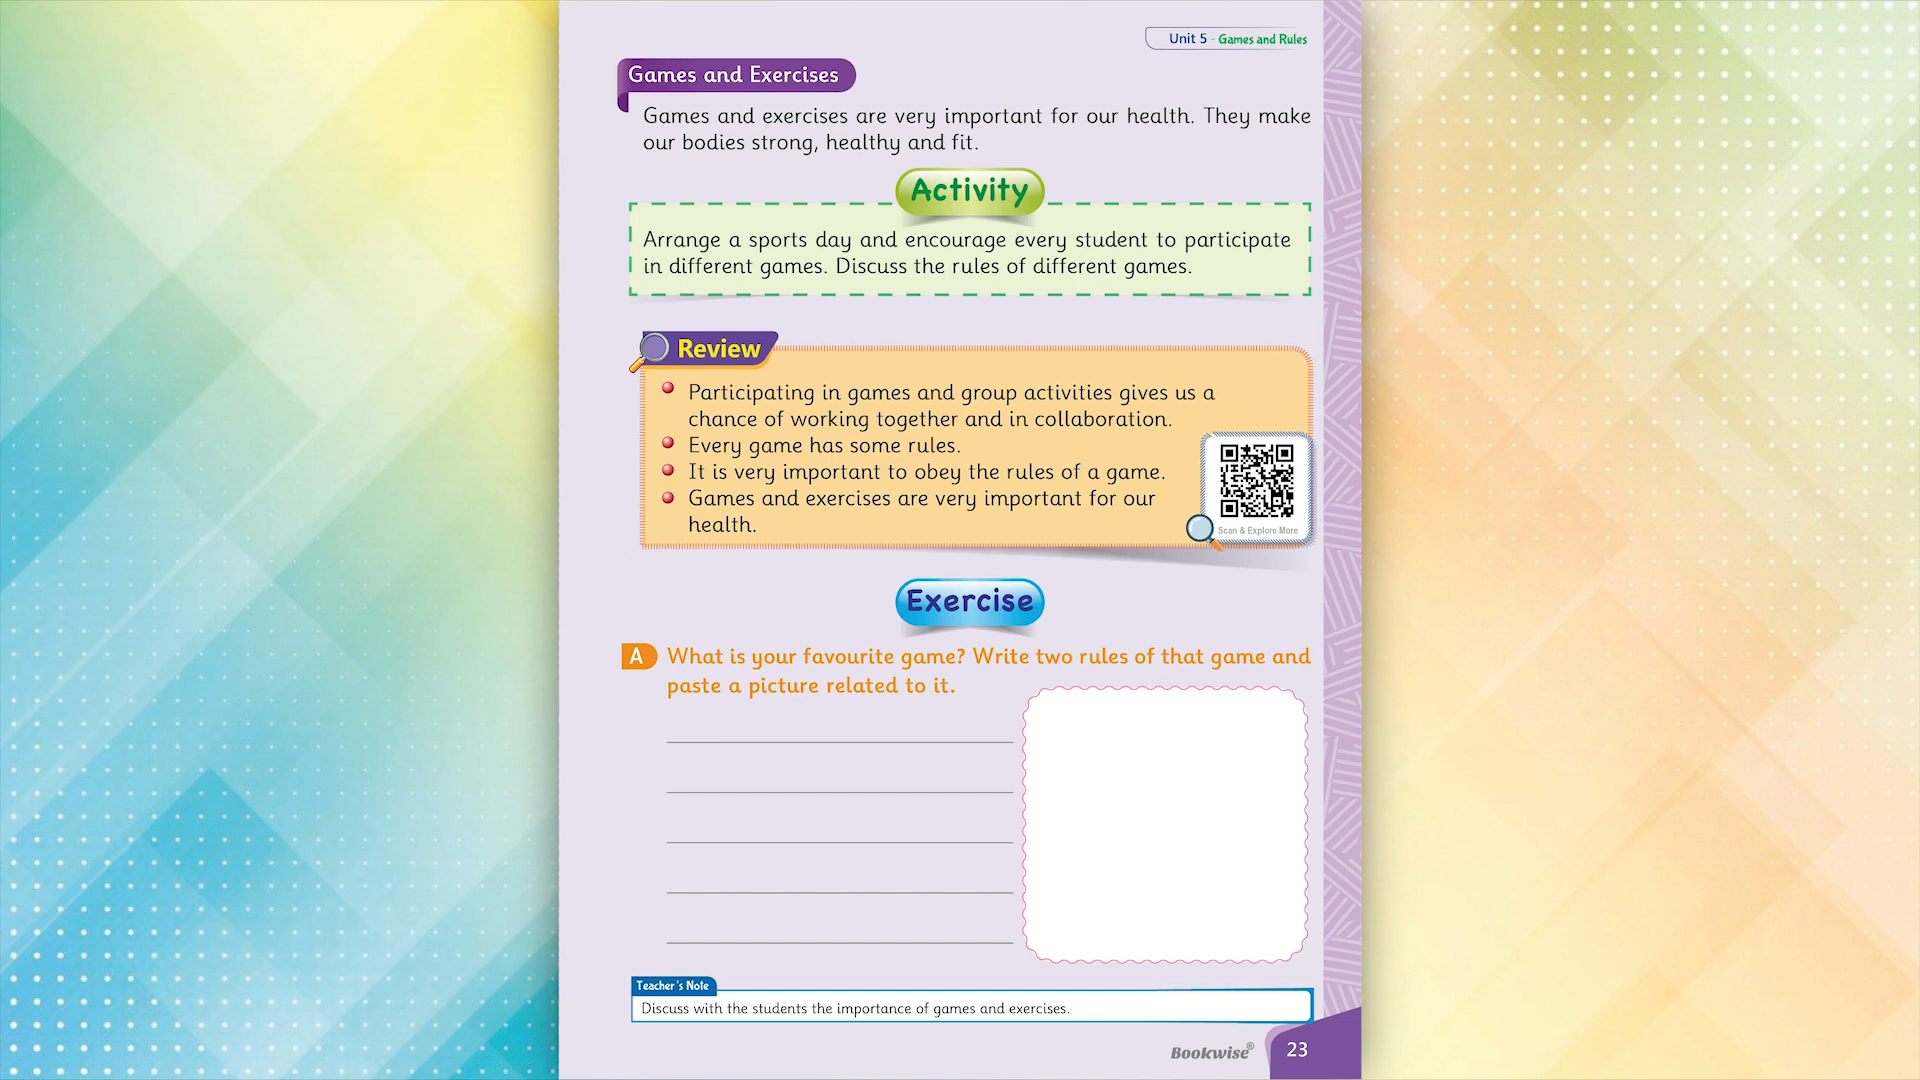 Unit 5 - Games and Rules
Games and Exercises
Games and exercises are very important for our health. They make
our bodies strong, healthy and fit.
Activity
Arrange a sports day and encourage every student to participate
in different games. Discuss the rules of different games.
Review
Participating in games and group activities gives us a
chance of working together and in collaboration.
Every game has some rules.
It is very important to obey the rules of a game.
Games and exercises are very important for our
health.
Scan & Explore More
Exercise
A What is your favourite game? Write two rules of that game and
paste a picture related to it.
Teacher's Note
Discuss with the students the importance of games and exercises.
Bookwise® 23